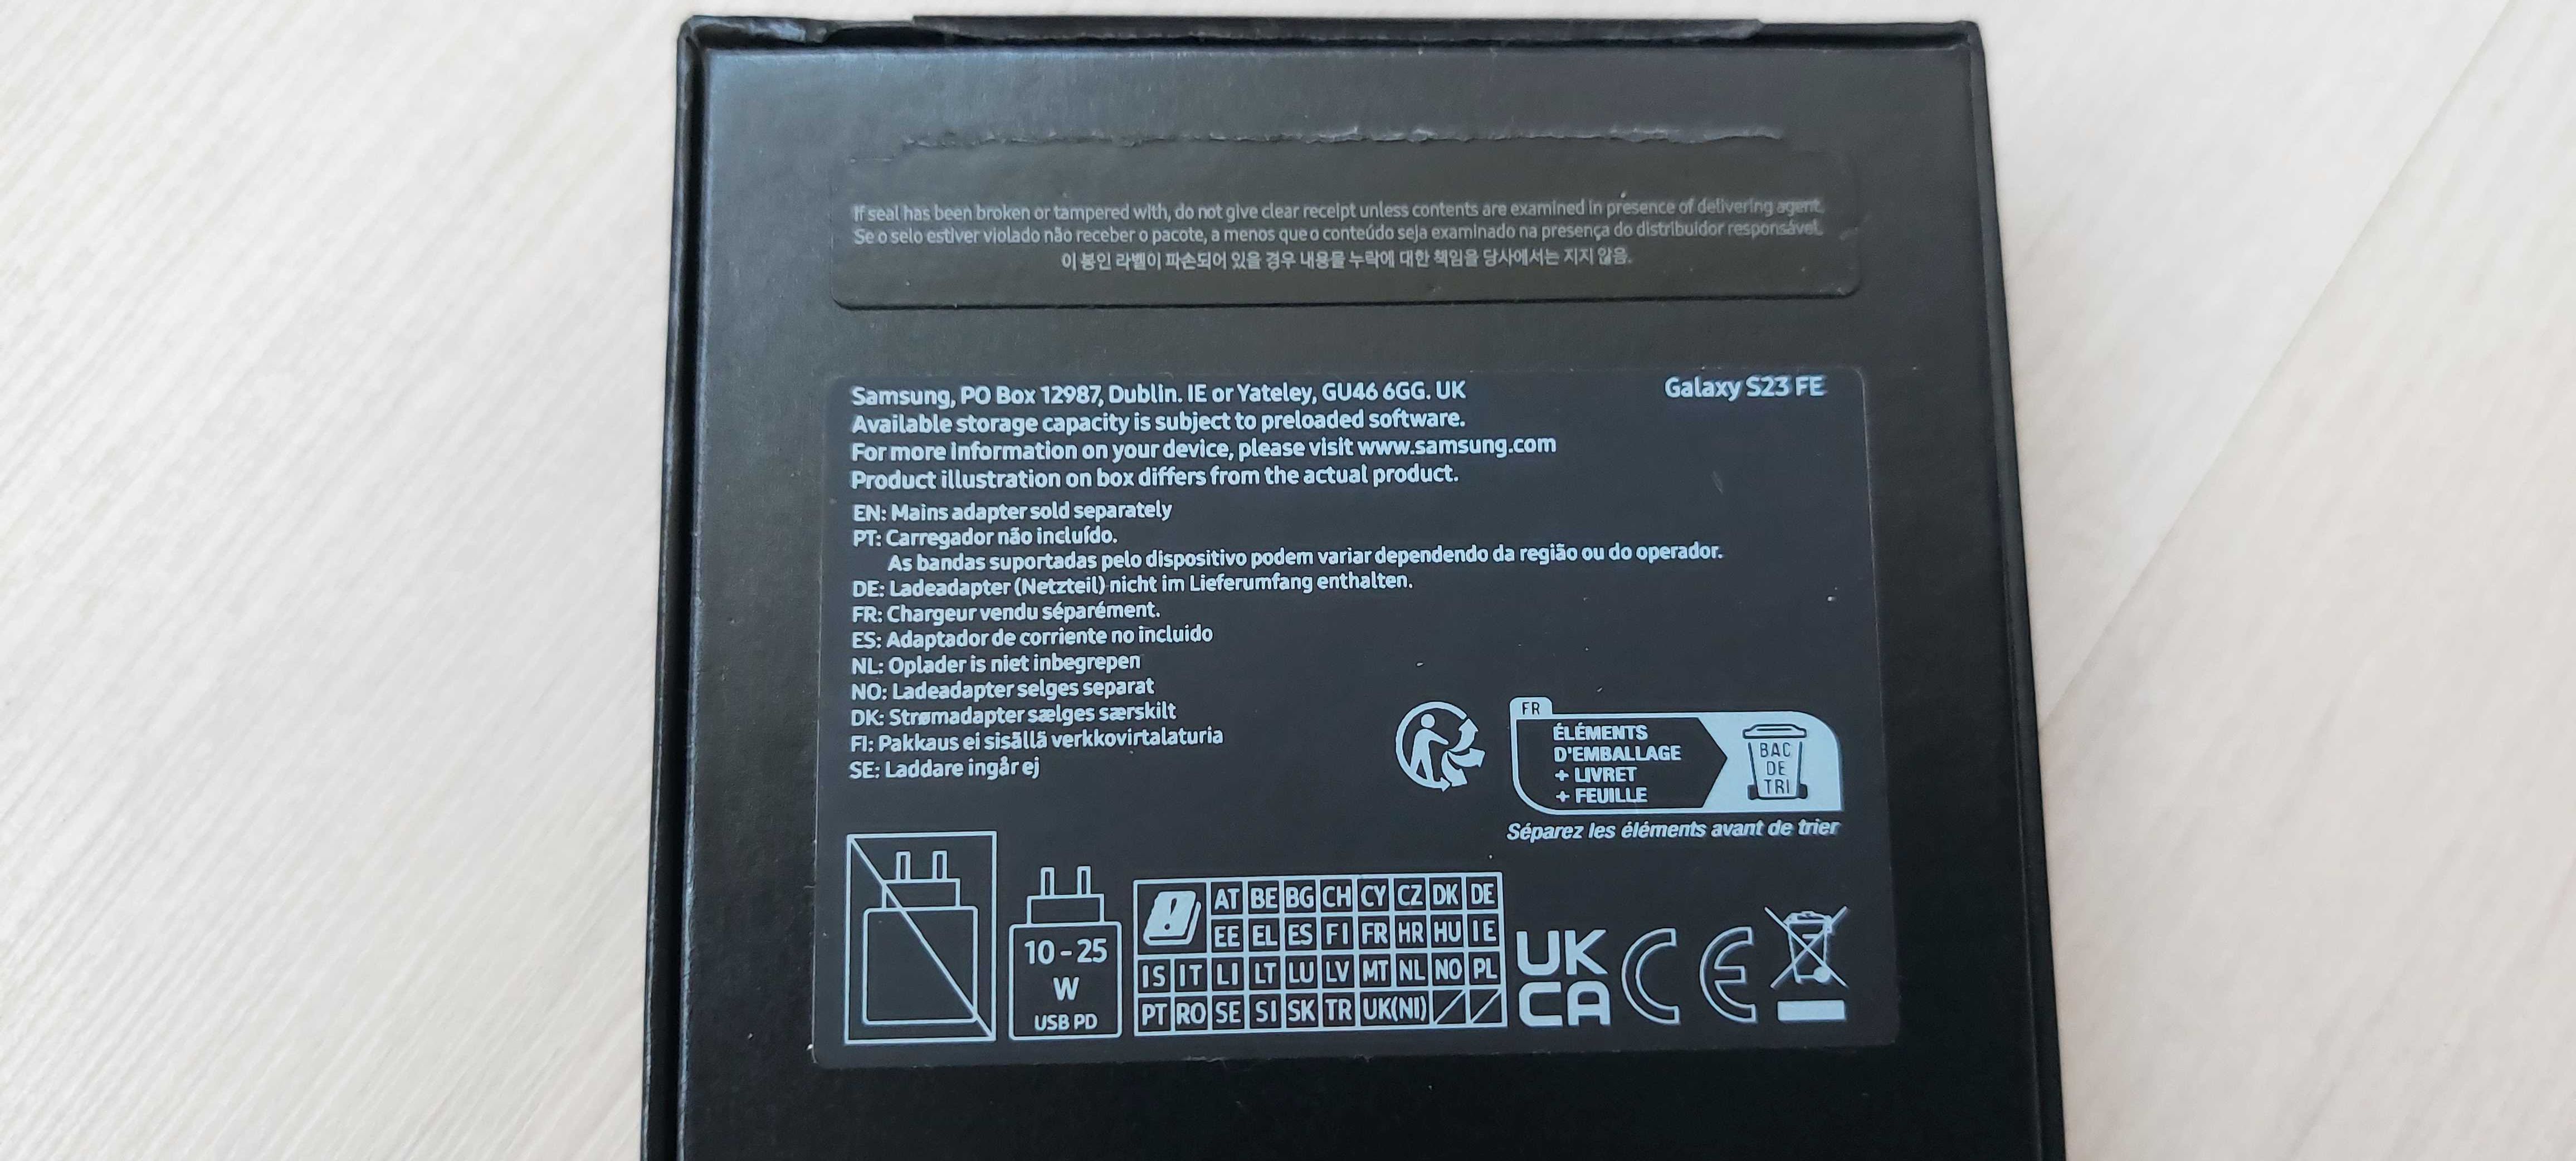 If seal has been broken or tampered with, do not give clear receipt unless contents are examined in presence of delivering agent.
Se o selo estiver violado não receber o pacote, a menos que o conteúdo seja examinado na presença do distribuidor responsável.
이 봉인 라벨이 파손되어 있을 경우 내용물 누락에 대한 책임을 당사에서는 지지 않음.
Samsung, PO Box 12987, Dublin. IE or Yateley, GU46 6GG. UK
Galaxy S23 FE
Available storage capacity is subject to preloaded software.
For more information on your device, please visit www.samsung.com
Product illustration on box differs from the actual product.
EN: Mains adapter sold separately
PT: Carregador não incluído.
As bandas suportadas pelo dispositivo podem variar dependendo da região ou do operador.
DE: Ladeadapter (Netzteil) nicht im Lieferumfang enthalten.
FR: Chargeur vendu séparément.
ES: Adaptador de corriente no incluido
NL: Oplader is niet inbegrepen
NO: Ladeadapter selges separat
DK: Strømadapter sælges særskilt
FI: Pakkaus ei sisällä verkkovirtalaturia
SE: Laddare ingår ej
FR
ÉLÉMENTS
D'EMBALLAGE
+ LIVRET
+ FEUILLE
BAC
DE
TRI
Séparez les éléments avant de trier
10 - 25
W
USB PD
AT BE BG CH CY CZ DK DE
EE EL ES FI FR HR HU IE
IS IT LI LT LU LV MT NL NO PL
PT RO SE SI SK TR UK(NI)
UK
CA
CE